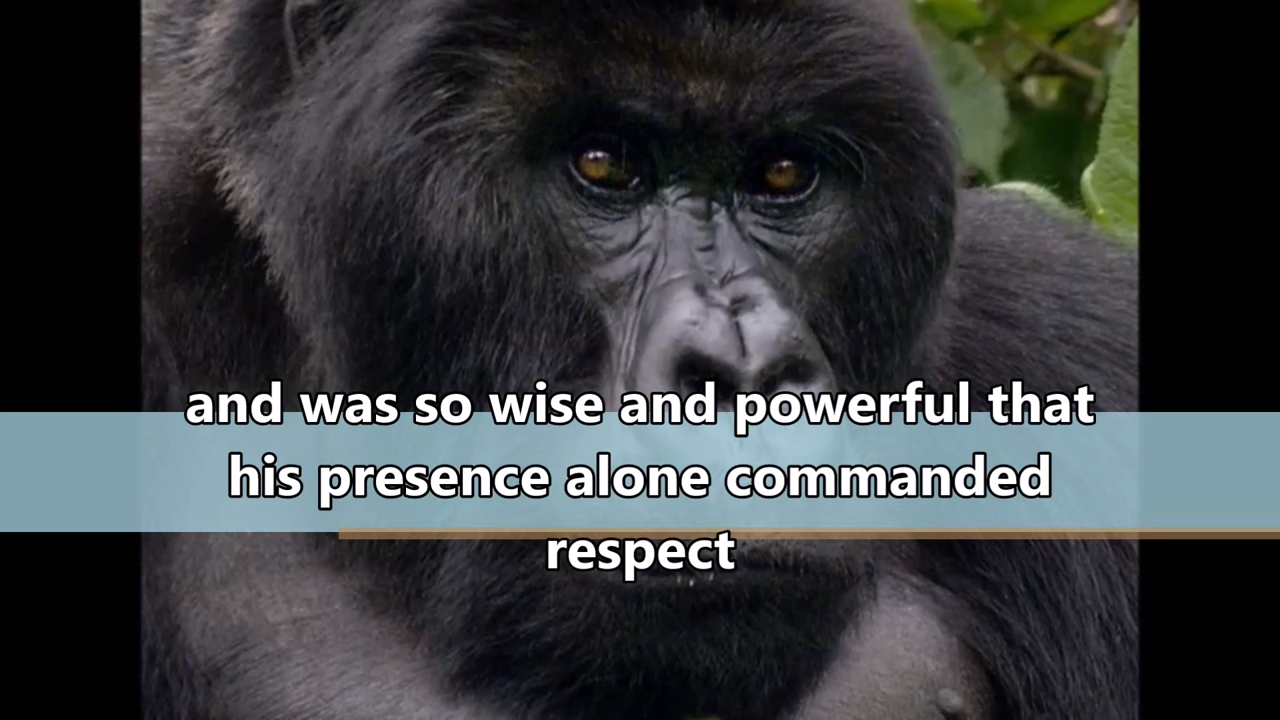 and was so wise and powerful that
his presence alone commanded
respect